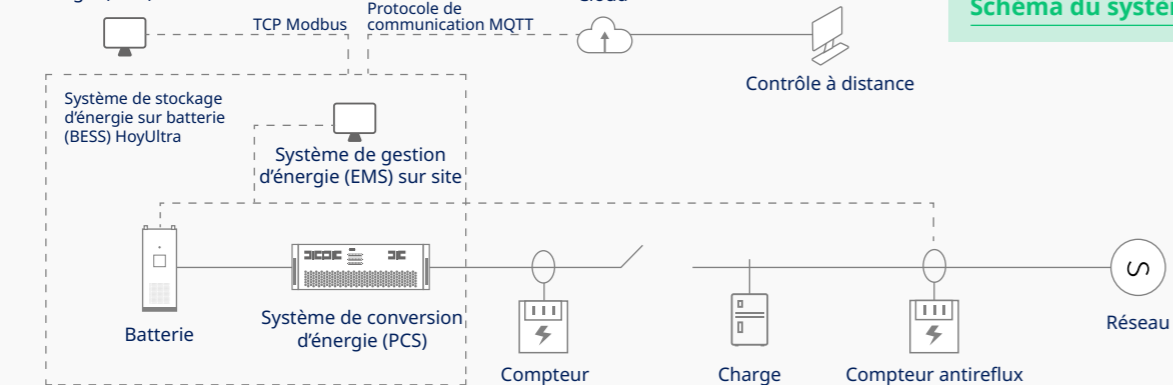 Schéma du systèm
TCP Modbus
Protocole de
communication MQTT
Contrôle à distance
Système de stockage
d'énergie sur batterie
(BESS) HoyUltra
Système de gestion
d'énergie (EMS) sur site
Batterie
Système de conversion
d'énergie (PCS)
Compteur
Charge
Compteur antireflux
Réseau